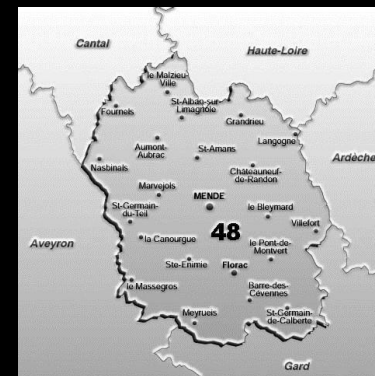 Cantal
Haute-Loire
le Malzieu-
Ville
St-Alban-sur-
Limagnole
Fournels
Grandrieu
Langogne
Aumont-
Aubrac
St-Amans
Ardèche
Nasbinals
Châteauneuf-
de-Randon
Marvejols
MENDE
St-Germain-
du-Teil
le Bleymard
Villefort
48
Aveyron
la Canourgue
le Pont-de-
Montvert
Ste-Enimie
Florac
le Massegros
Barre-des-
Cévennes
Meyrueis
St-Germain-
de-Calberte
Gard